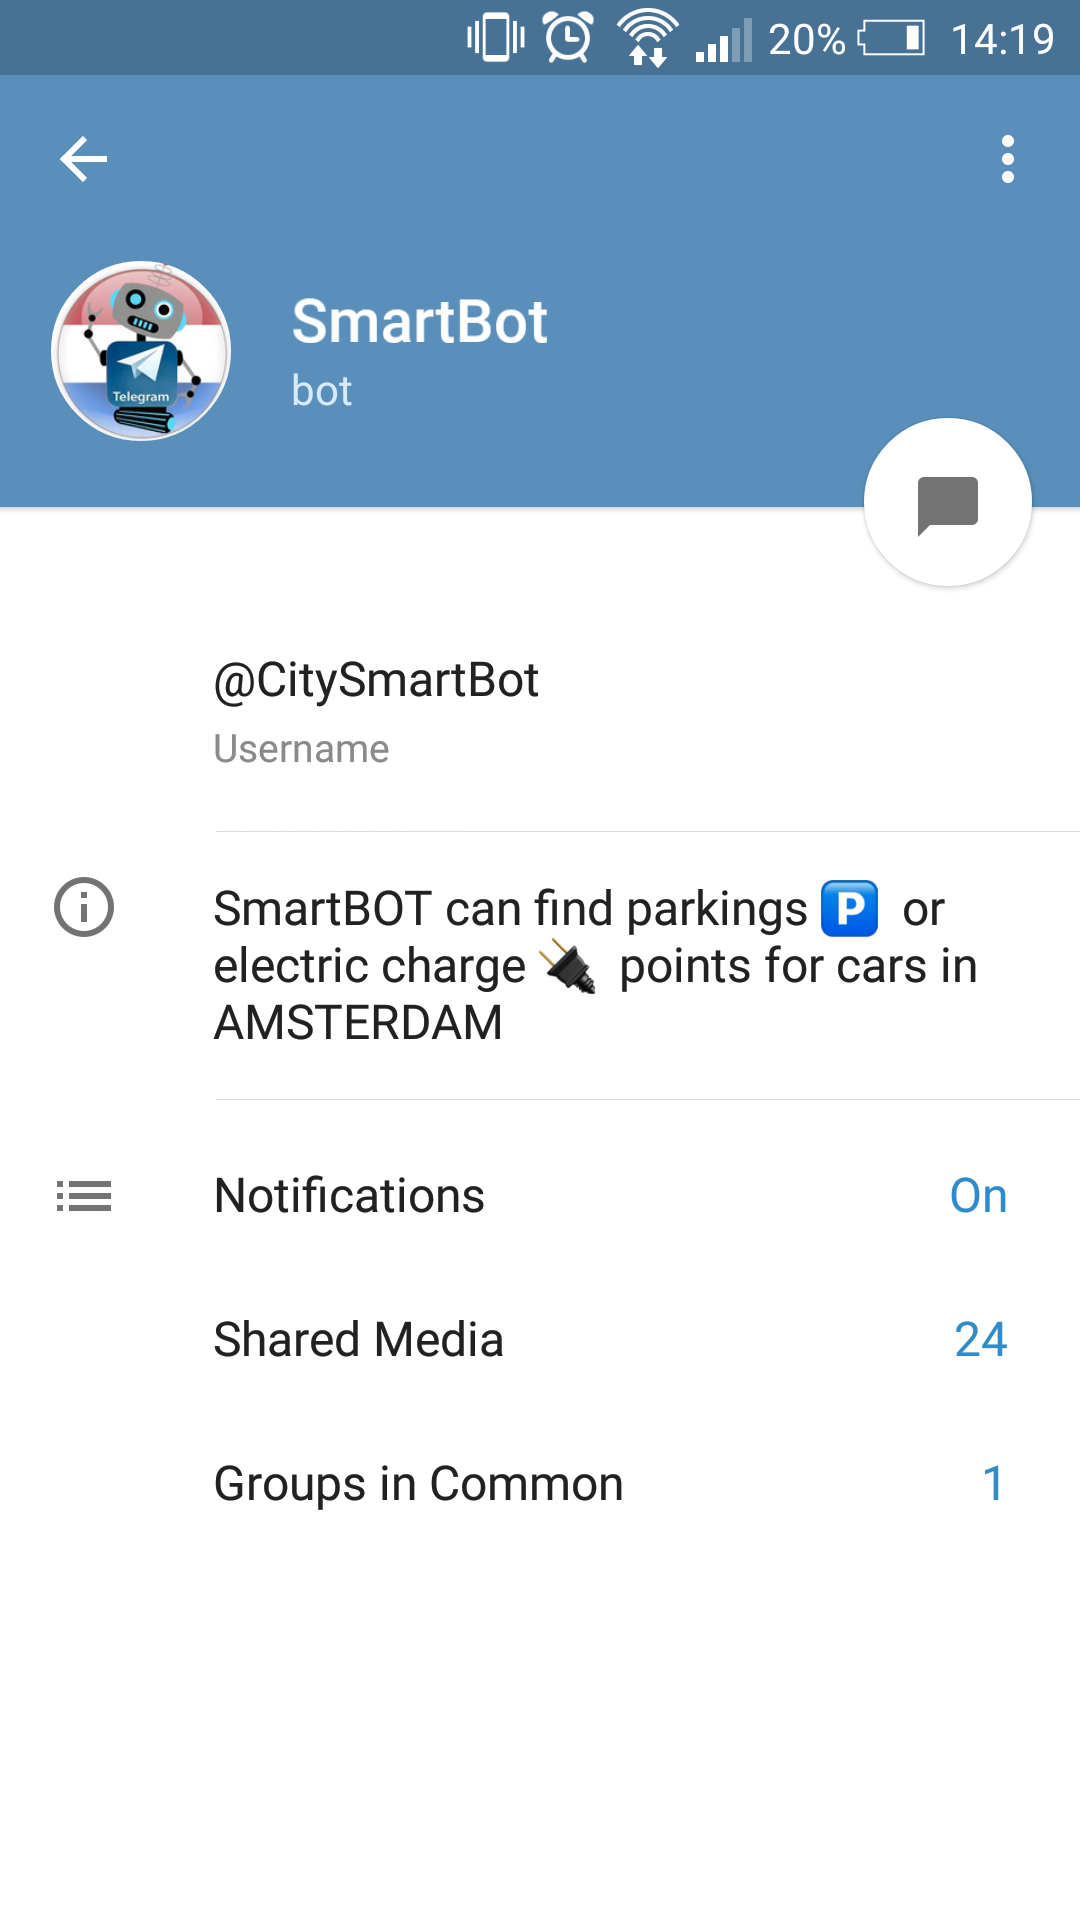 20% 14:19
SmartBot
bot
Telegram
@CitySmartBot
Username
SmartBOT can find parkings 🅿️ or
electric charge 🔌 points for cars in
AMSTERDAM
Notifications On
Shared Media 24
Groups in Common 1